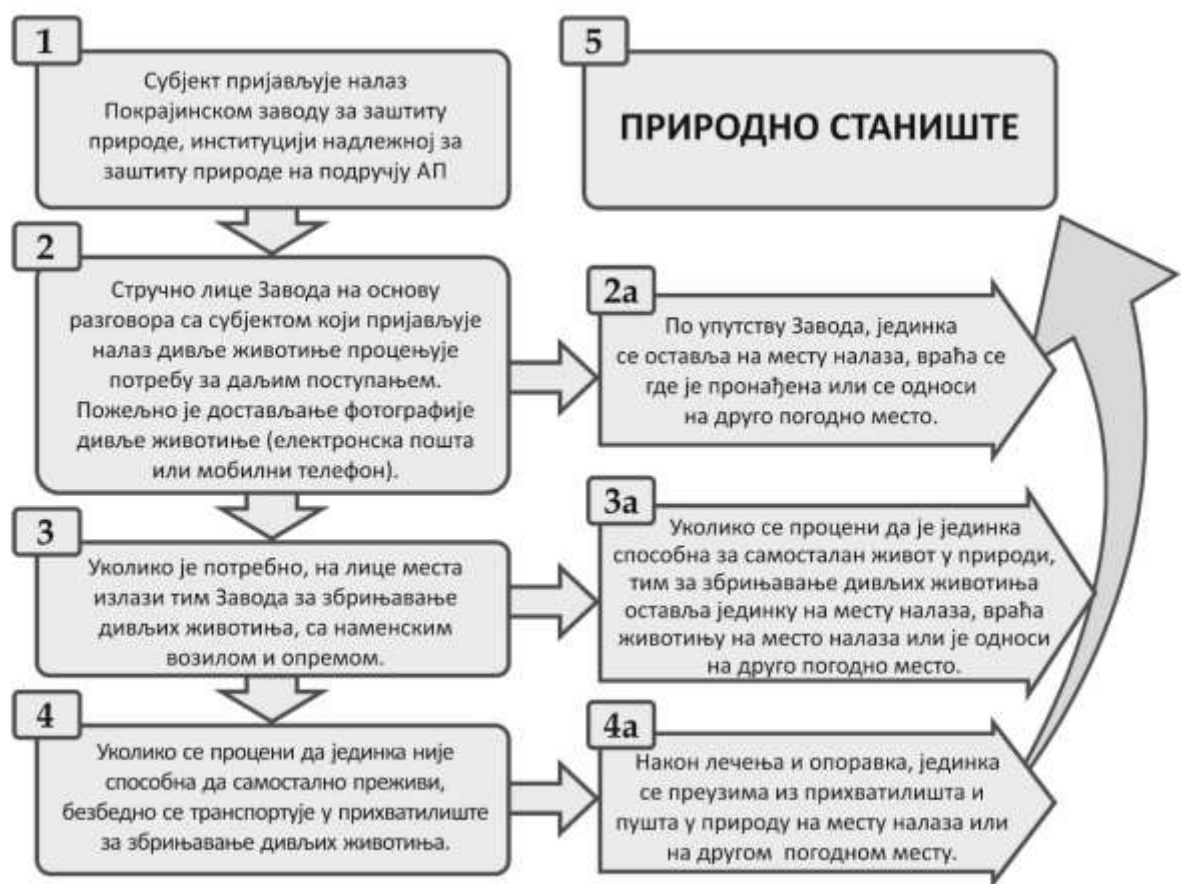 1
Субјект пријављује налаз
Покрајинском заводу за заштиту
природе, институцији надлежној за
заштиту природе на подручју АП
2
Стручно лице Завода на основу
разговора са субјектом који пријављује
налаз дивље животиње процењује
потребу за даљим поступањем.
Пожељно је достављање фотографије
дивље животиње (електронска пошта
или мобилни телефон).
2а
По упутству Завода, јединка
се оставља на месту налаза, враћа се
где је пронађена или се односи
на друго погодно место.
3
Уколико је потребно, на лице места
излази тим Завода за збрињавање
дивљих животиња, са наменским
возилом и опремом.
3а
Уколико се процени да је јединка
способна за самосталан живот у природи,
тим за збрињавање дивљих животиња
оставља јединку на месту налаза, враћа
животињу на место налаза или је односи
на друго погодно место.
4
Уколико се процени да јединка није
способна да самостално преживи,
безбедно се транспортује у прихватилиште
за збрињавање дивљих животиња.
4а
Након лечења и опоравка, јединка
се преузима из прихватилишта и
пушта у природу на месту налаза или
на другом погодном месту.
5
ПРИРОДНО СТАНИШТЕ